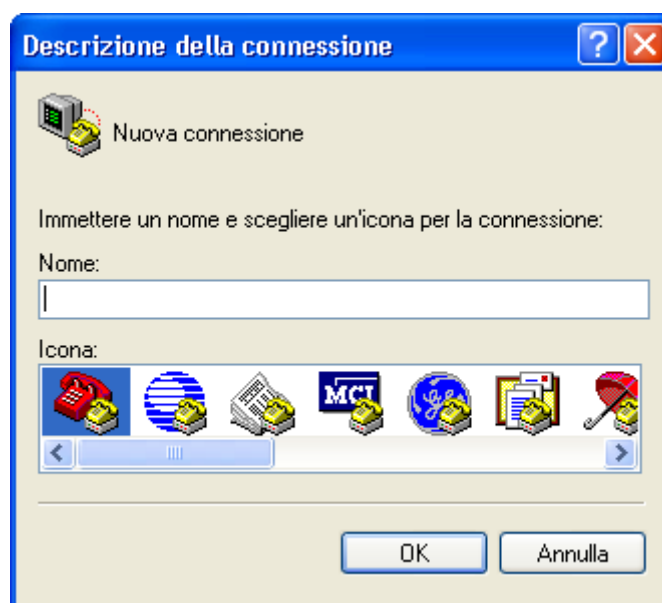 Descrizione della connessione
Nuova connessione
Immettere un nome e scegliere un'icona per la connessione:
Nome:
Icona:
MCI
OK
Annulla